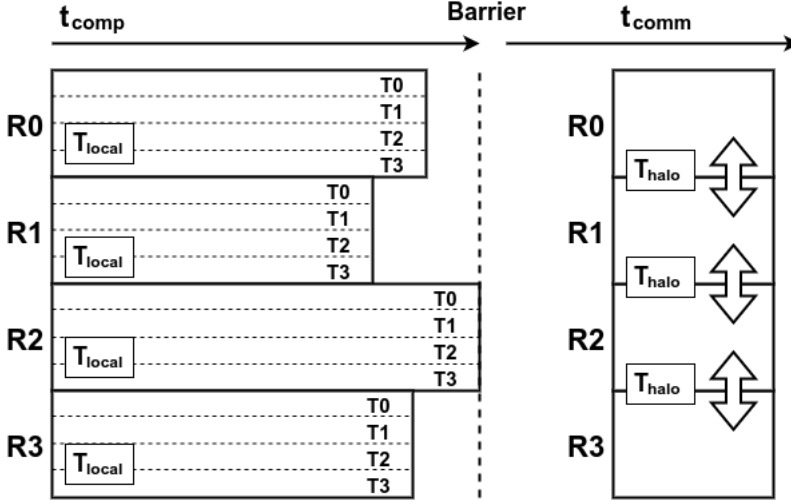 t_comp
Barrier
t_comm
R0
T0
T1
T2
T3
T_local
R1
T0
T1
T2
T3
T_local
R2
T0
T1
T2
T3
T_local
R3
T0
T1
T2
T3
T_local
R0
T_halo
R1
T_halo
R2
T_halo
R3